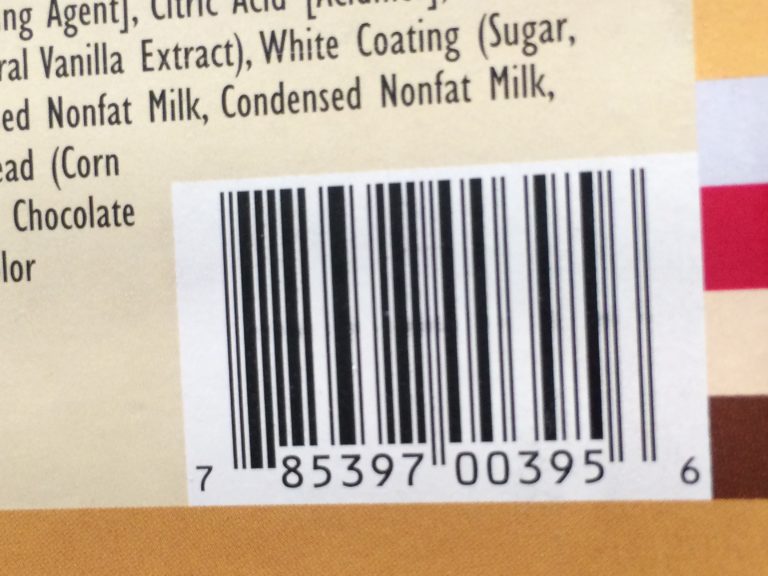 ng Agent], Citric Acid
ral Vanilla Extract), White Coating (Sugar,
ed Nonfat Milk, Condensed Nonfat Milk,
ead (Corn
Chocolate
lor
7 85397 00395 6